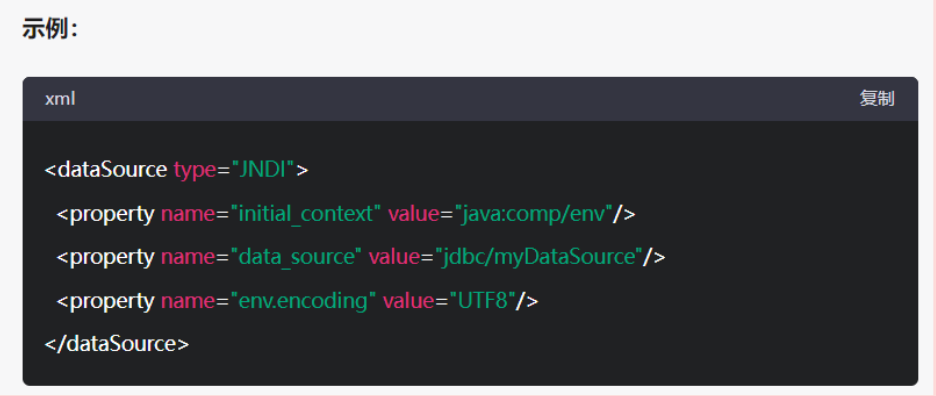 示例：
xml 复制
<dataSource type="JNDI">
<property name="initial_context" value="java:comp/env"/>
<property name="data_source" value="jdbc/myDataSource"/>
<property name="env.encoding" value="UTF8"/>
</dataSource>